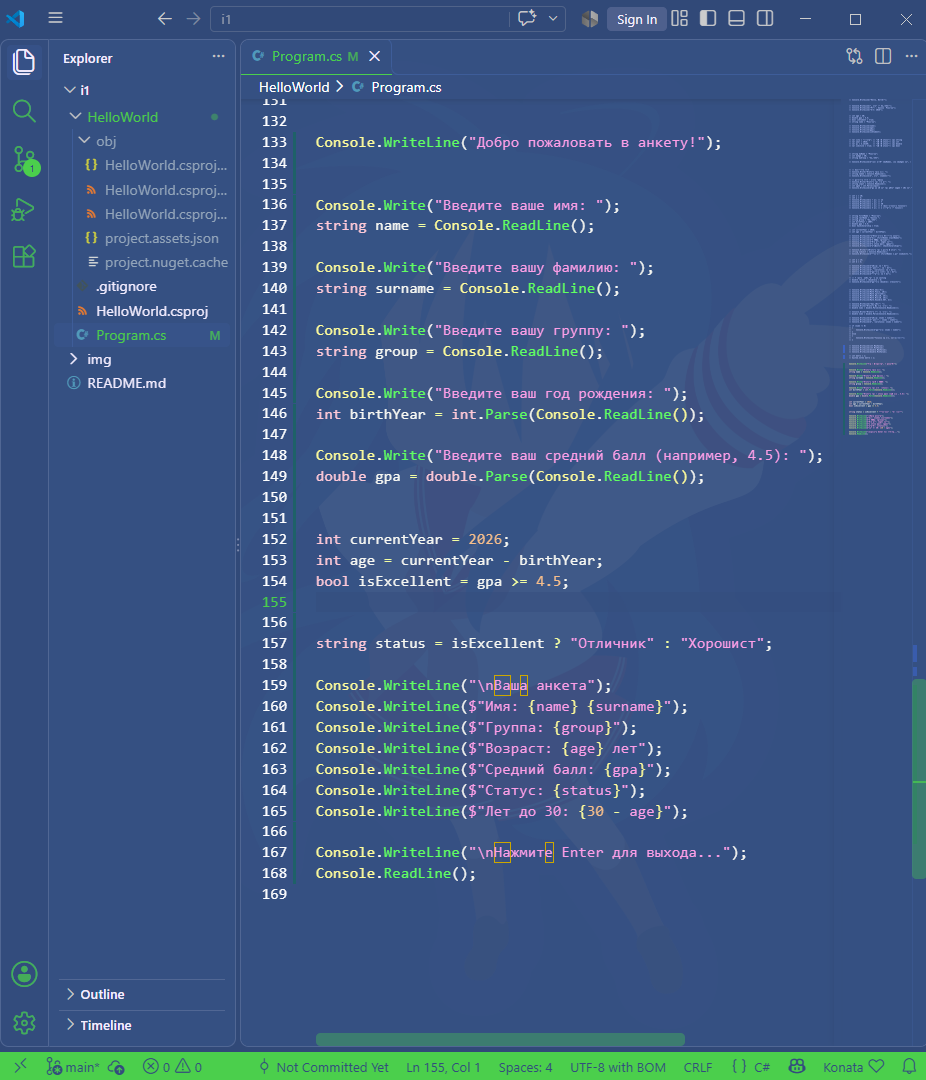 i1
Sign In
Explorer
i1
HelloWorld
obj
HelloWorld.csproj...
HelloWorld.csproj...
HelloWorld.csproj...
project.assets.json
project.nuget.cache
.gitignore
HelloWorld.csproj
Program.cs M
img
README.md
Outline
Timeline
1
Program.cs M
HelloWorld > Program.cs
131
132
133 Console.WriteLine("Добро пожаловать в анкету!");
134
135
136 Console.Write("Введите ваше имя: ");
137 string name = Console.ReadLine();
138
139 Console.Write("Введите вашу фамилию: ");
140 string surname = Console.ReadLine();
141
142 Console.Write("Введите вашу группу: ");
143 string group = Console.ReadLine();
144
145 Console.Write("Введите ваш год рождения: ");
146 int birthYear = int.Parse(Console.ReadLine());
147
148 Console.Write("Введите ваш средний балл (например, 4.5): ");
149 double gpa = double.Parse(Console.ReadLine());
150
151
152 int currentYear = 2026;
153 int age = currentYear - birthYear;
154 bool isExcellent = gpa >= 4.5;
155
156
157 string status = isExcellent ? "Отличник" : "Хорошист";
158
159 Console.WriteLine("\nВаша анкета");
160 Console.WriteLine($"Имя: {name} {surname}");
161 Console.WriteLine($"Группа: {group}");
162 Console.WriteLine($"Возраст: {age} лет");
163 Console.WriteLine($"Средний балл: {gpa}");
164 Console.WriteLine($"Статус: {status}");
165 Console.WriteLine($"Лет до 30: {30 - age}");
166
167 Console.WriteLine("\nНажмите Enter для выхода...");
168 Console.ReadLine();
169
main* 0 0 Not Committed Yet Ln 155, Col 1 Spaces: 4 UTF-8 with BOM CRLF {} C# Konata